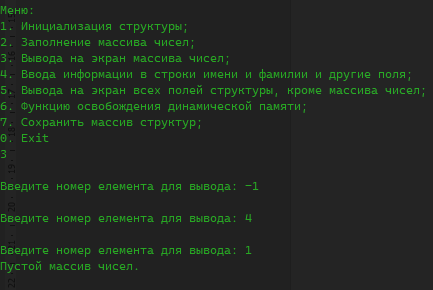 Меню:
1. Инициализация структуры;
2. Заполнение массива чисел;
3. Вывода на экран массива чисел;
4. Ввода информации в строки имени и фамилии и другие поля;
5. Вывода на экран всех полей структуры, кроме массива чисел;
6. Функцию освобождения динамической памяти;
7. Сохранить массив структур;
0. Exit
3
Введите номер елемента для вывода: -1
Введите номер елемента для вывода: 4
Введите номер елемента для вывода: 1
Пустой массив чисел.